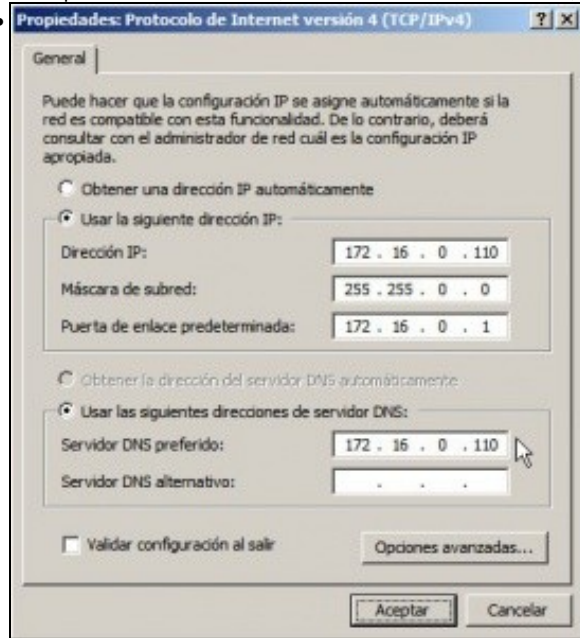 Propiedades: Protocolo de Internet versión 4 (TCP/IPv4)
General
Puede hacer que la configuración IP se asigne automáticamente si la
red es compatible con esta funcionalidad. De lo contrario, deberá
consultar con el administrador de red cuál es la configuración IP
apropiada.
Obtener una dirección IP automáticamente
Usar la siguiente dirección IP:
Dirección IP: 172 . 16 . 0 . 110
Máscara de subred: 255 . 255 . 0 . 0
Puerta de enlace predeterminada: 172 . 16 . 0 . 1
Obtener la dirección del servidor DNS automáticamente
Usar las siguientes direcciones de servidor DNS:
Servidor DNS preferido: 172 . 16 . 0 . 110
Servidor DNS alternativo: . . .
Validar configuración al salir
Opciones avanzadas...
Aceptar
Cancelar